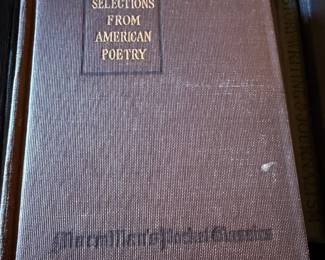 SELECTIONS
FROM
AMERICAN
POETRY
Macmillan's Pocket Classics